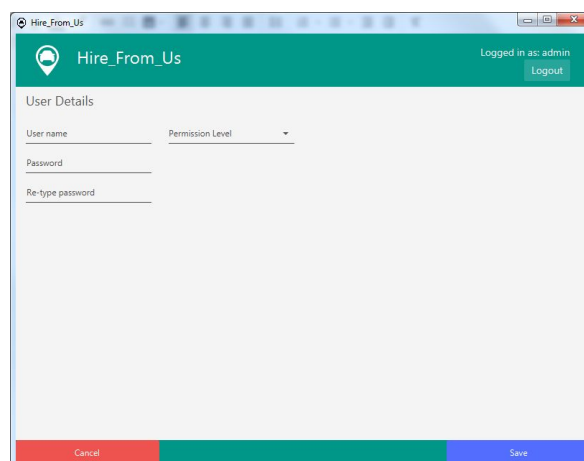 Hire_From_Us
Hire_From_Us
Logged in as: admin
Logout
User Details
User name
Permission Level
Password
Re-type password
Cancel
Save